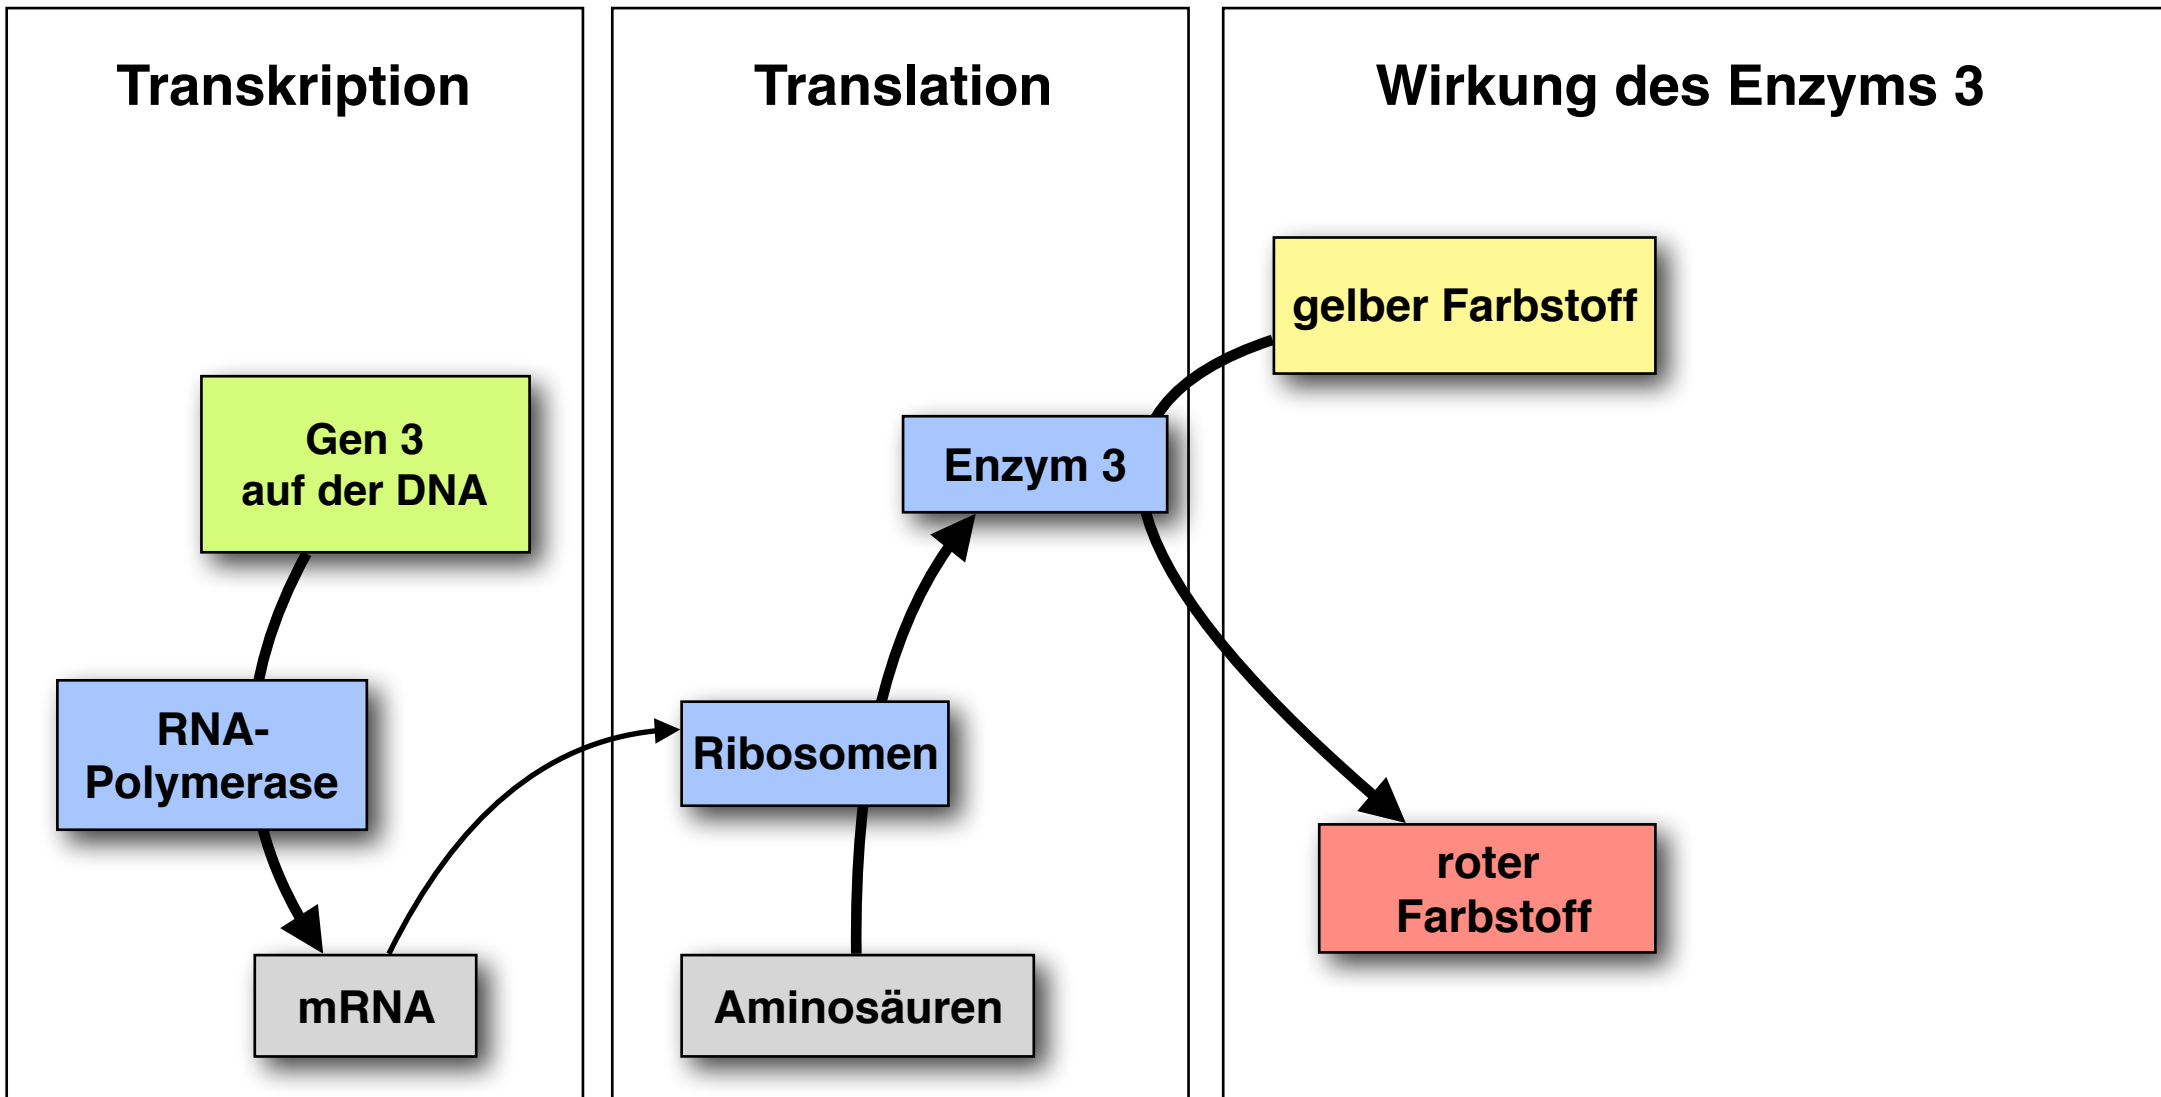 Transkription
Translation
Wirkung des Enzyms 3
Gen 3
auf der DNA
RNA-
Polymerase
mRNA
Enzym 3
Ribosomen
Aminosäuren
gelber Farbstoff
roter
Farbstoff